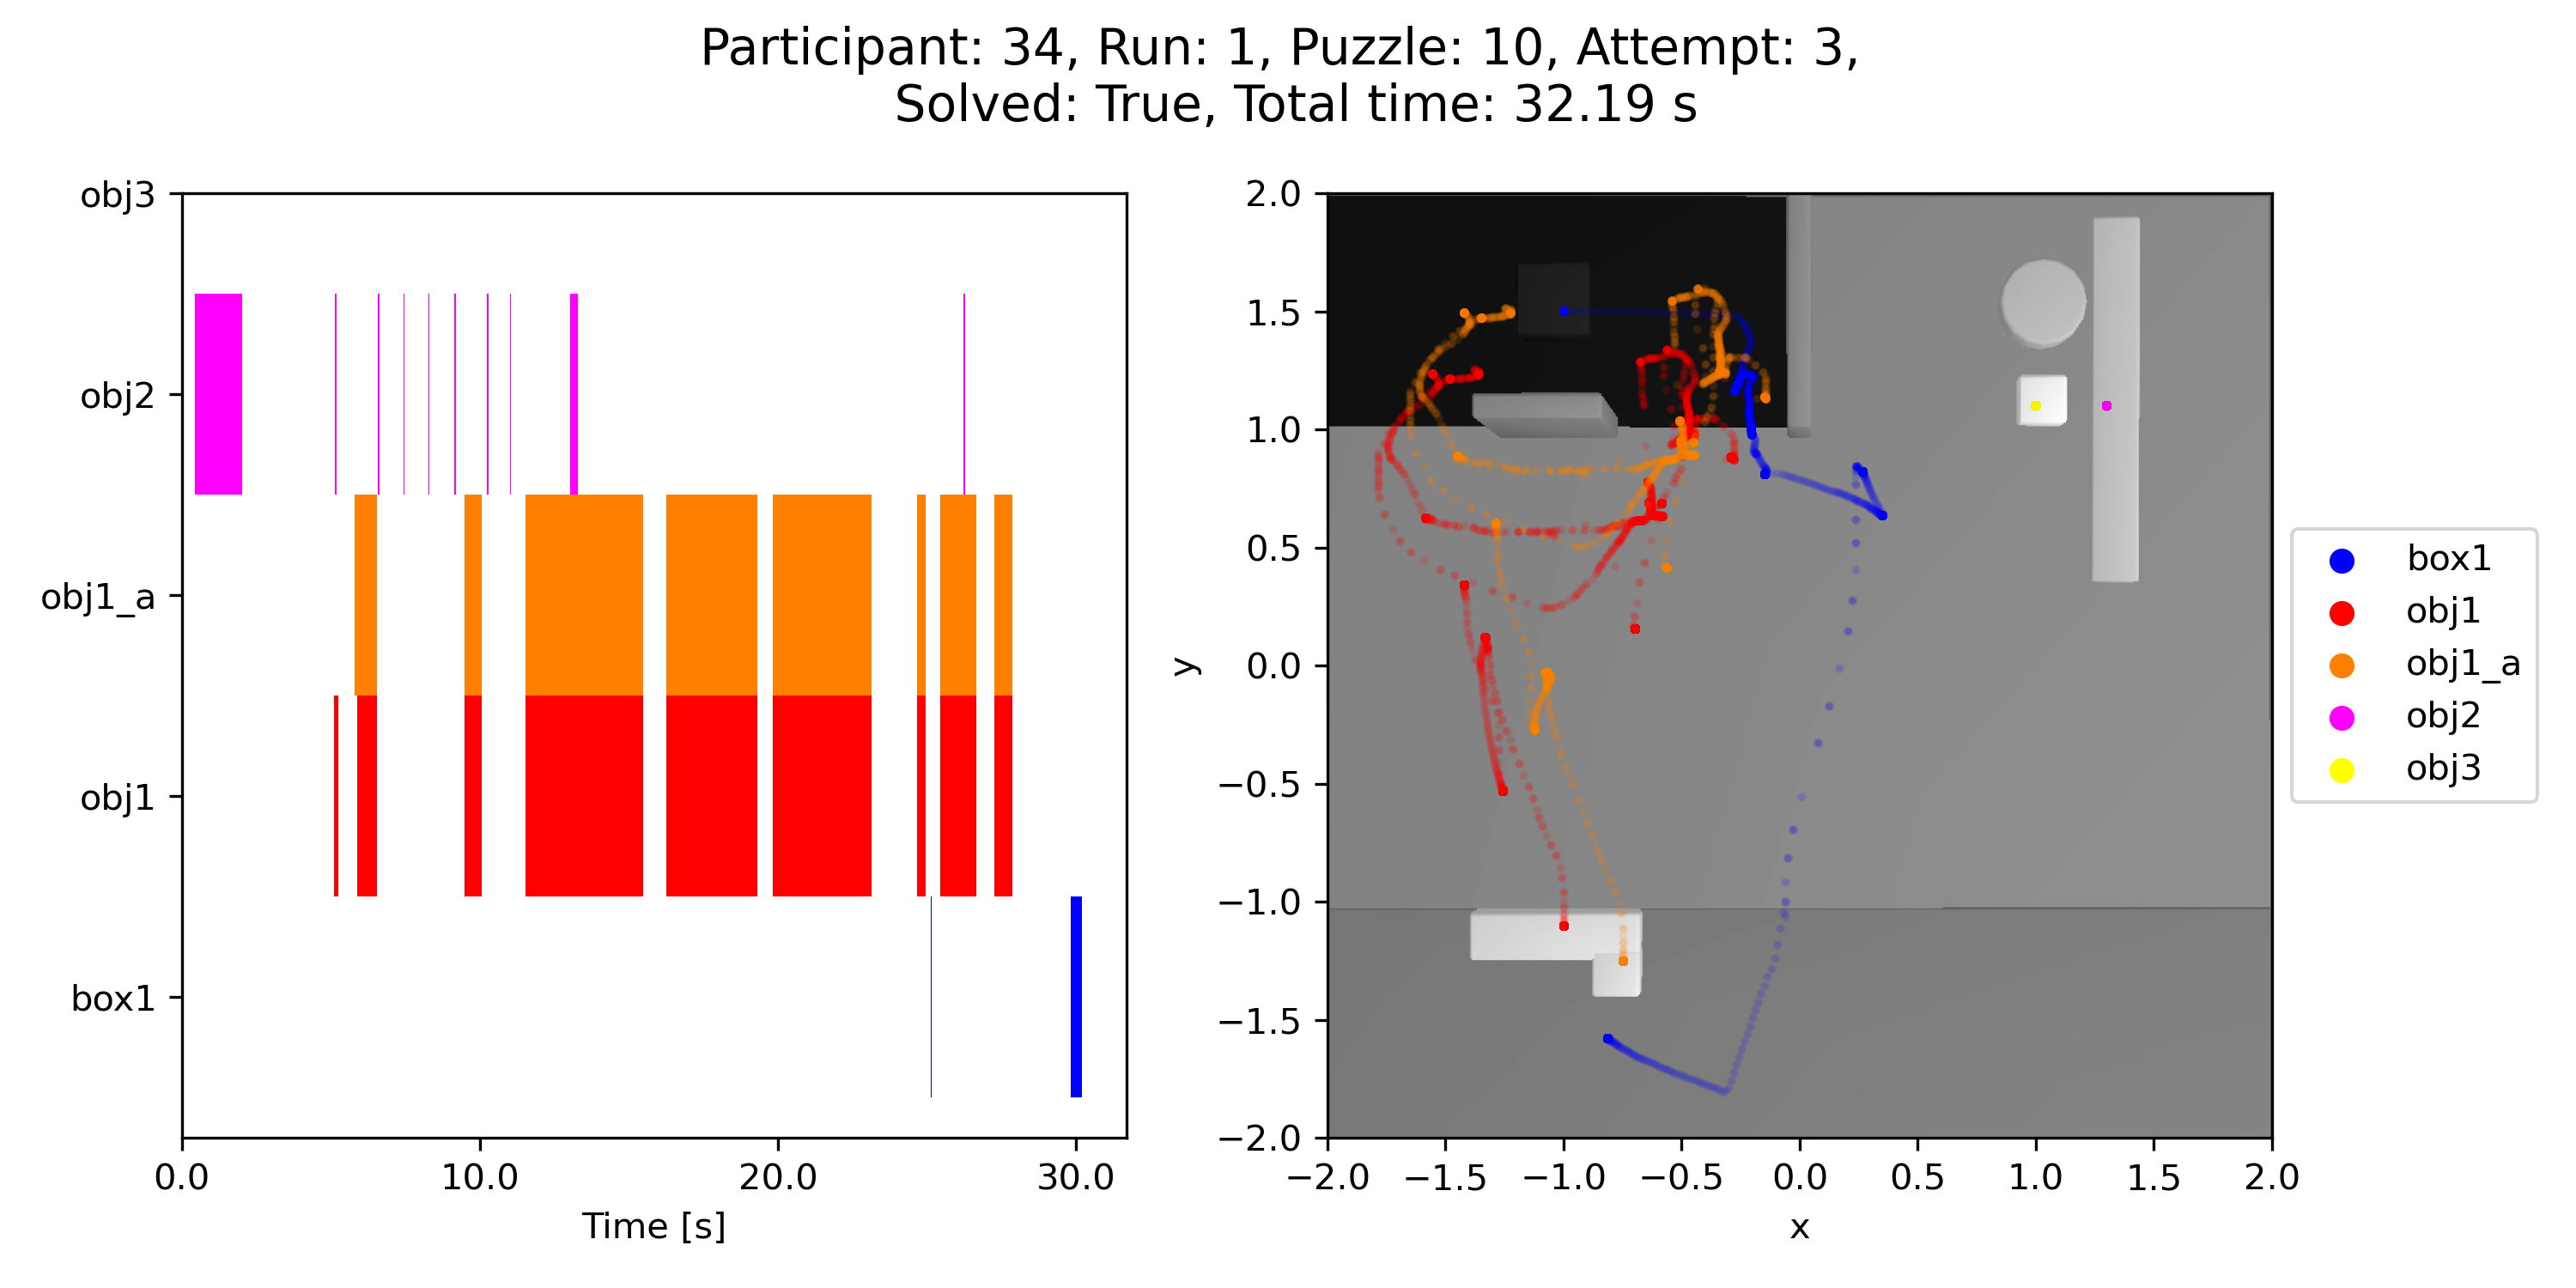 Participant: 34, Run: 1, Puzzle: 10, Attempt: 3,
Solved: True, Total time: 32.19 s
obj3
obj2
obj1_a
obj1
box1
0.0 10.0 20.0 30.0
Time [s]
2.0
1.5
1.0
0.5
0.0
−0.5
−1.0
−1.5
−2.0
y
−2.0 −1.5 −1.0 −0.5 0.0 0.5 1.0 1.5 2.0
x
box1
obj1
obj1_a
obj2
obj3